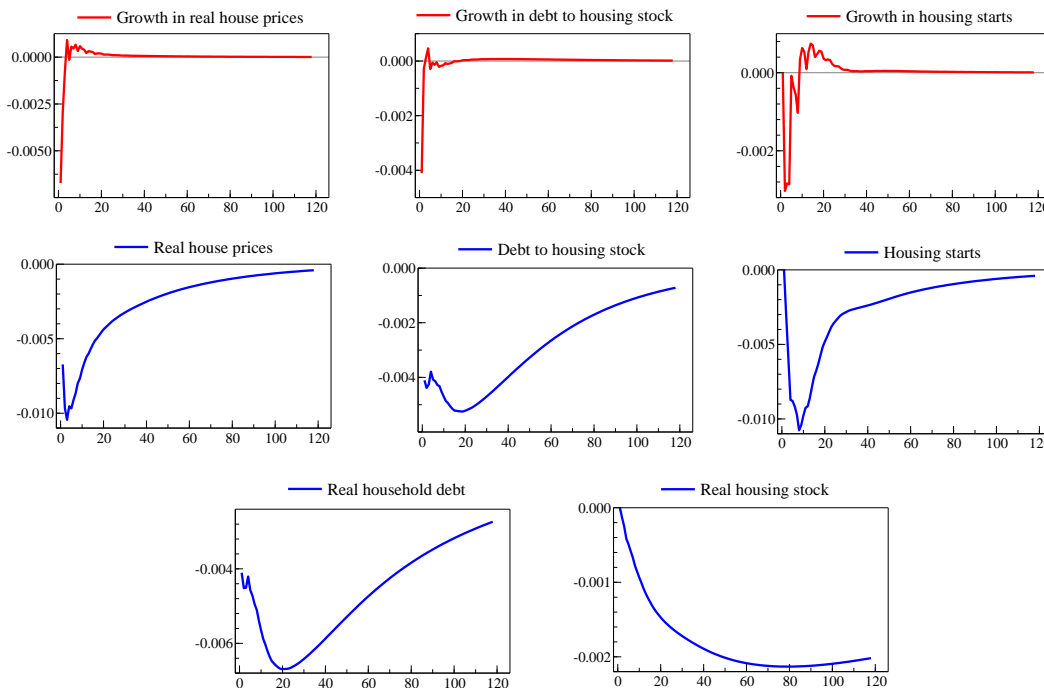 Growth in real house prices
0.0000
-0.0025
-0.0050
0 20 40 60 80 100 120
Growth in debt to housing stock
0.000
-0.002
-0.004
0 20 40 60 80 100 120
Growth in housing starts
0.000
-0.002
0 20 40 60 80 100 120
Real house prices
0.000
-0.005
-0.010
0 20 40 60 80 100 120
Debt to housing stock
0.000
-0.002
-0.004
0 20 40 60 80 100 120
Housing starts
0.000
-0.005
-0.010
0 20 40 60 80 100 120
Real household debt
-0.004
-0.006
0 20 40 60 80 100 120
Real housing stock
0.000
-0.001
-0.002
0 20 40 60 80 100 120